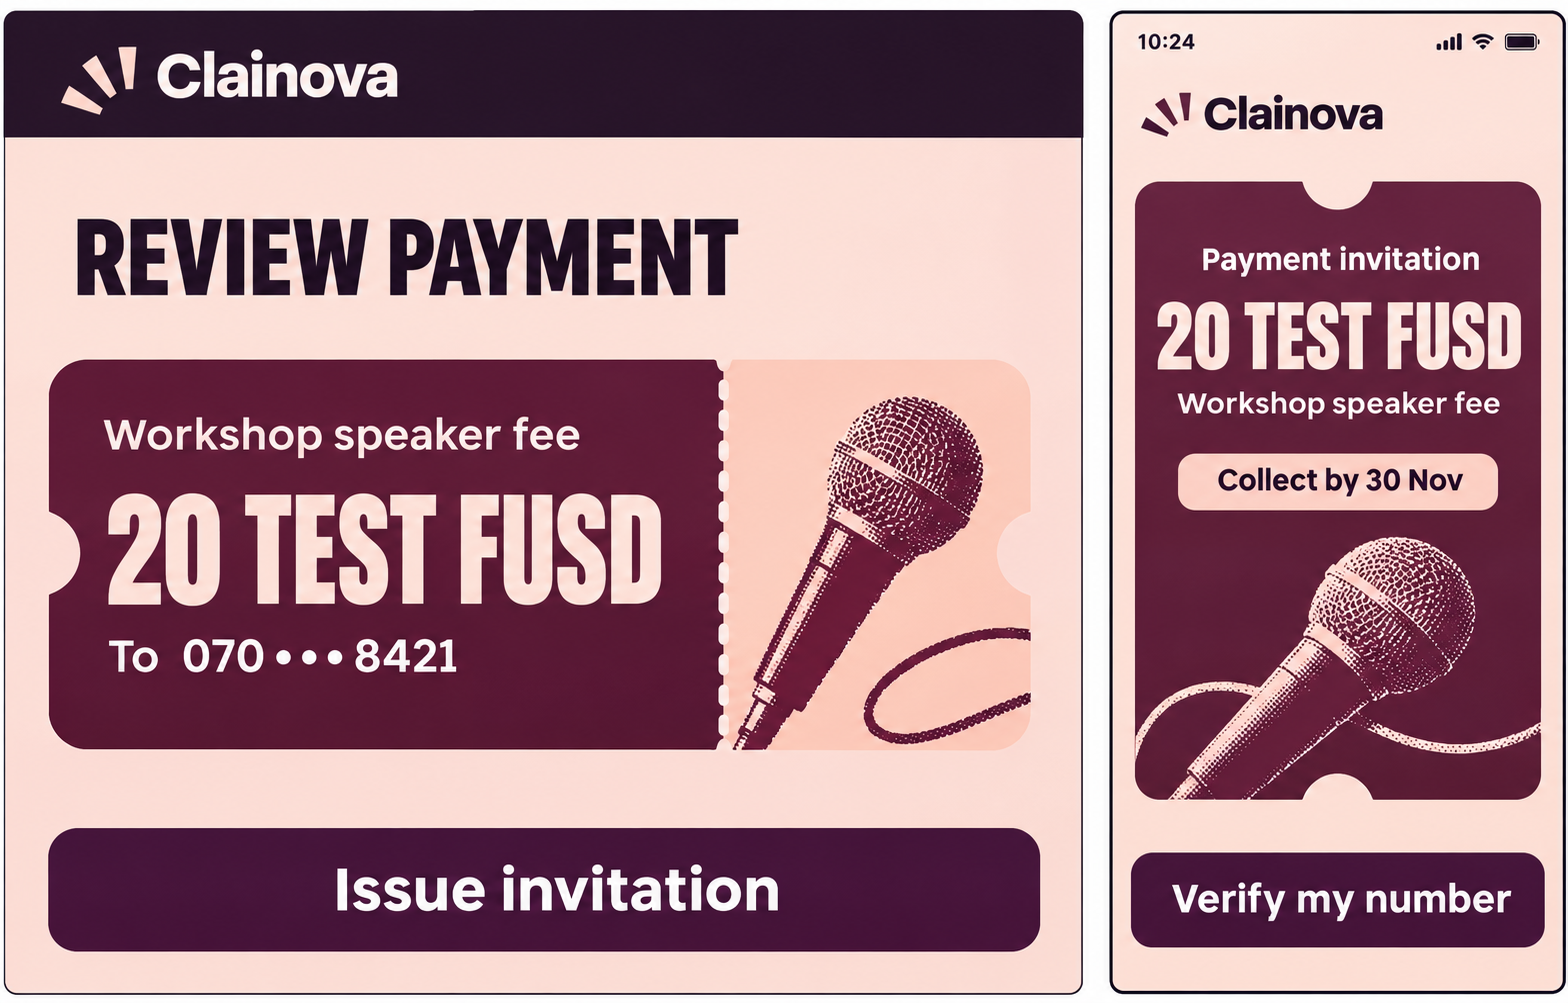 Clainova
REVIEW PAYMENT
Workshop speaker fee
20 TEST FUSD
To 070 ••• 8421
Issue invitation
10:24
Clainova
Payment invitation
20 TEST FUSD
Workshop speaker fee
Collect by 30 Nov
Verify my number